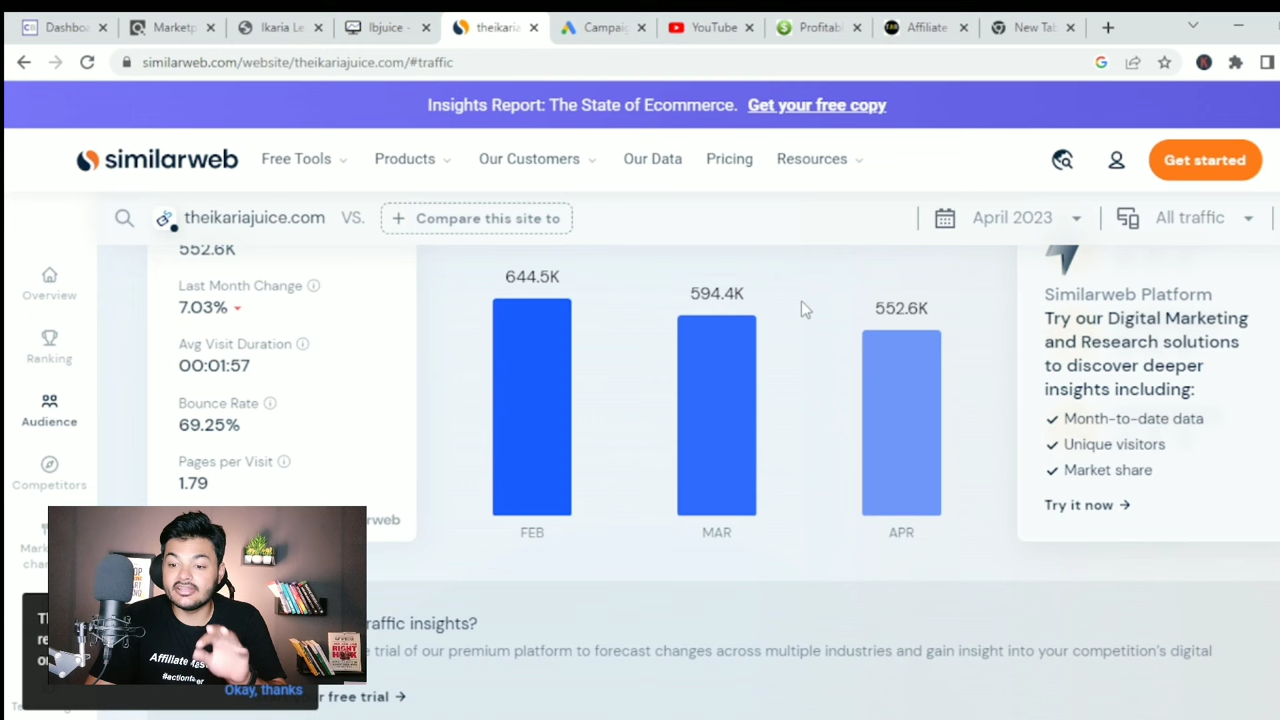 Dashboa
Marketp
Ikaria Le
Ibjuice -
theikaria
Campaig
YouTube
Profitabl
Affiliate
New Tab
similarweb.com/website/theikariajuice.com/#traffic
Insights Report: The State of Ecommerce. Get your free copy
similarweb
Free Tools
Products
Our Customers
Our Data
Pricing
Resources
Get started
theikariajuice.com
VS.
+ Compare this site to
April 2023
All traffic
Overview
Ranking
Audience
Competitors
552.6K
Last Month Change
7.03%
Avg Visit Duration
00:01:57
Bounce Rate
69.25%
Pages per Visit
1.79
644.5K
594.4K
552.6K
FEB
MAR
APR
Similarweb Platform
Try our Digital Marketing
and Research solutions
to discover deeper
insights including:
Month-to-date data
Unique visitors
Market share
Try it now →
raffic insights?
e trial of our premium platform to forecast changes across multiple industries and gain insight into your competition's digital
r free trial →
Okay, thanks
RIGHT